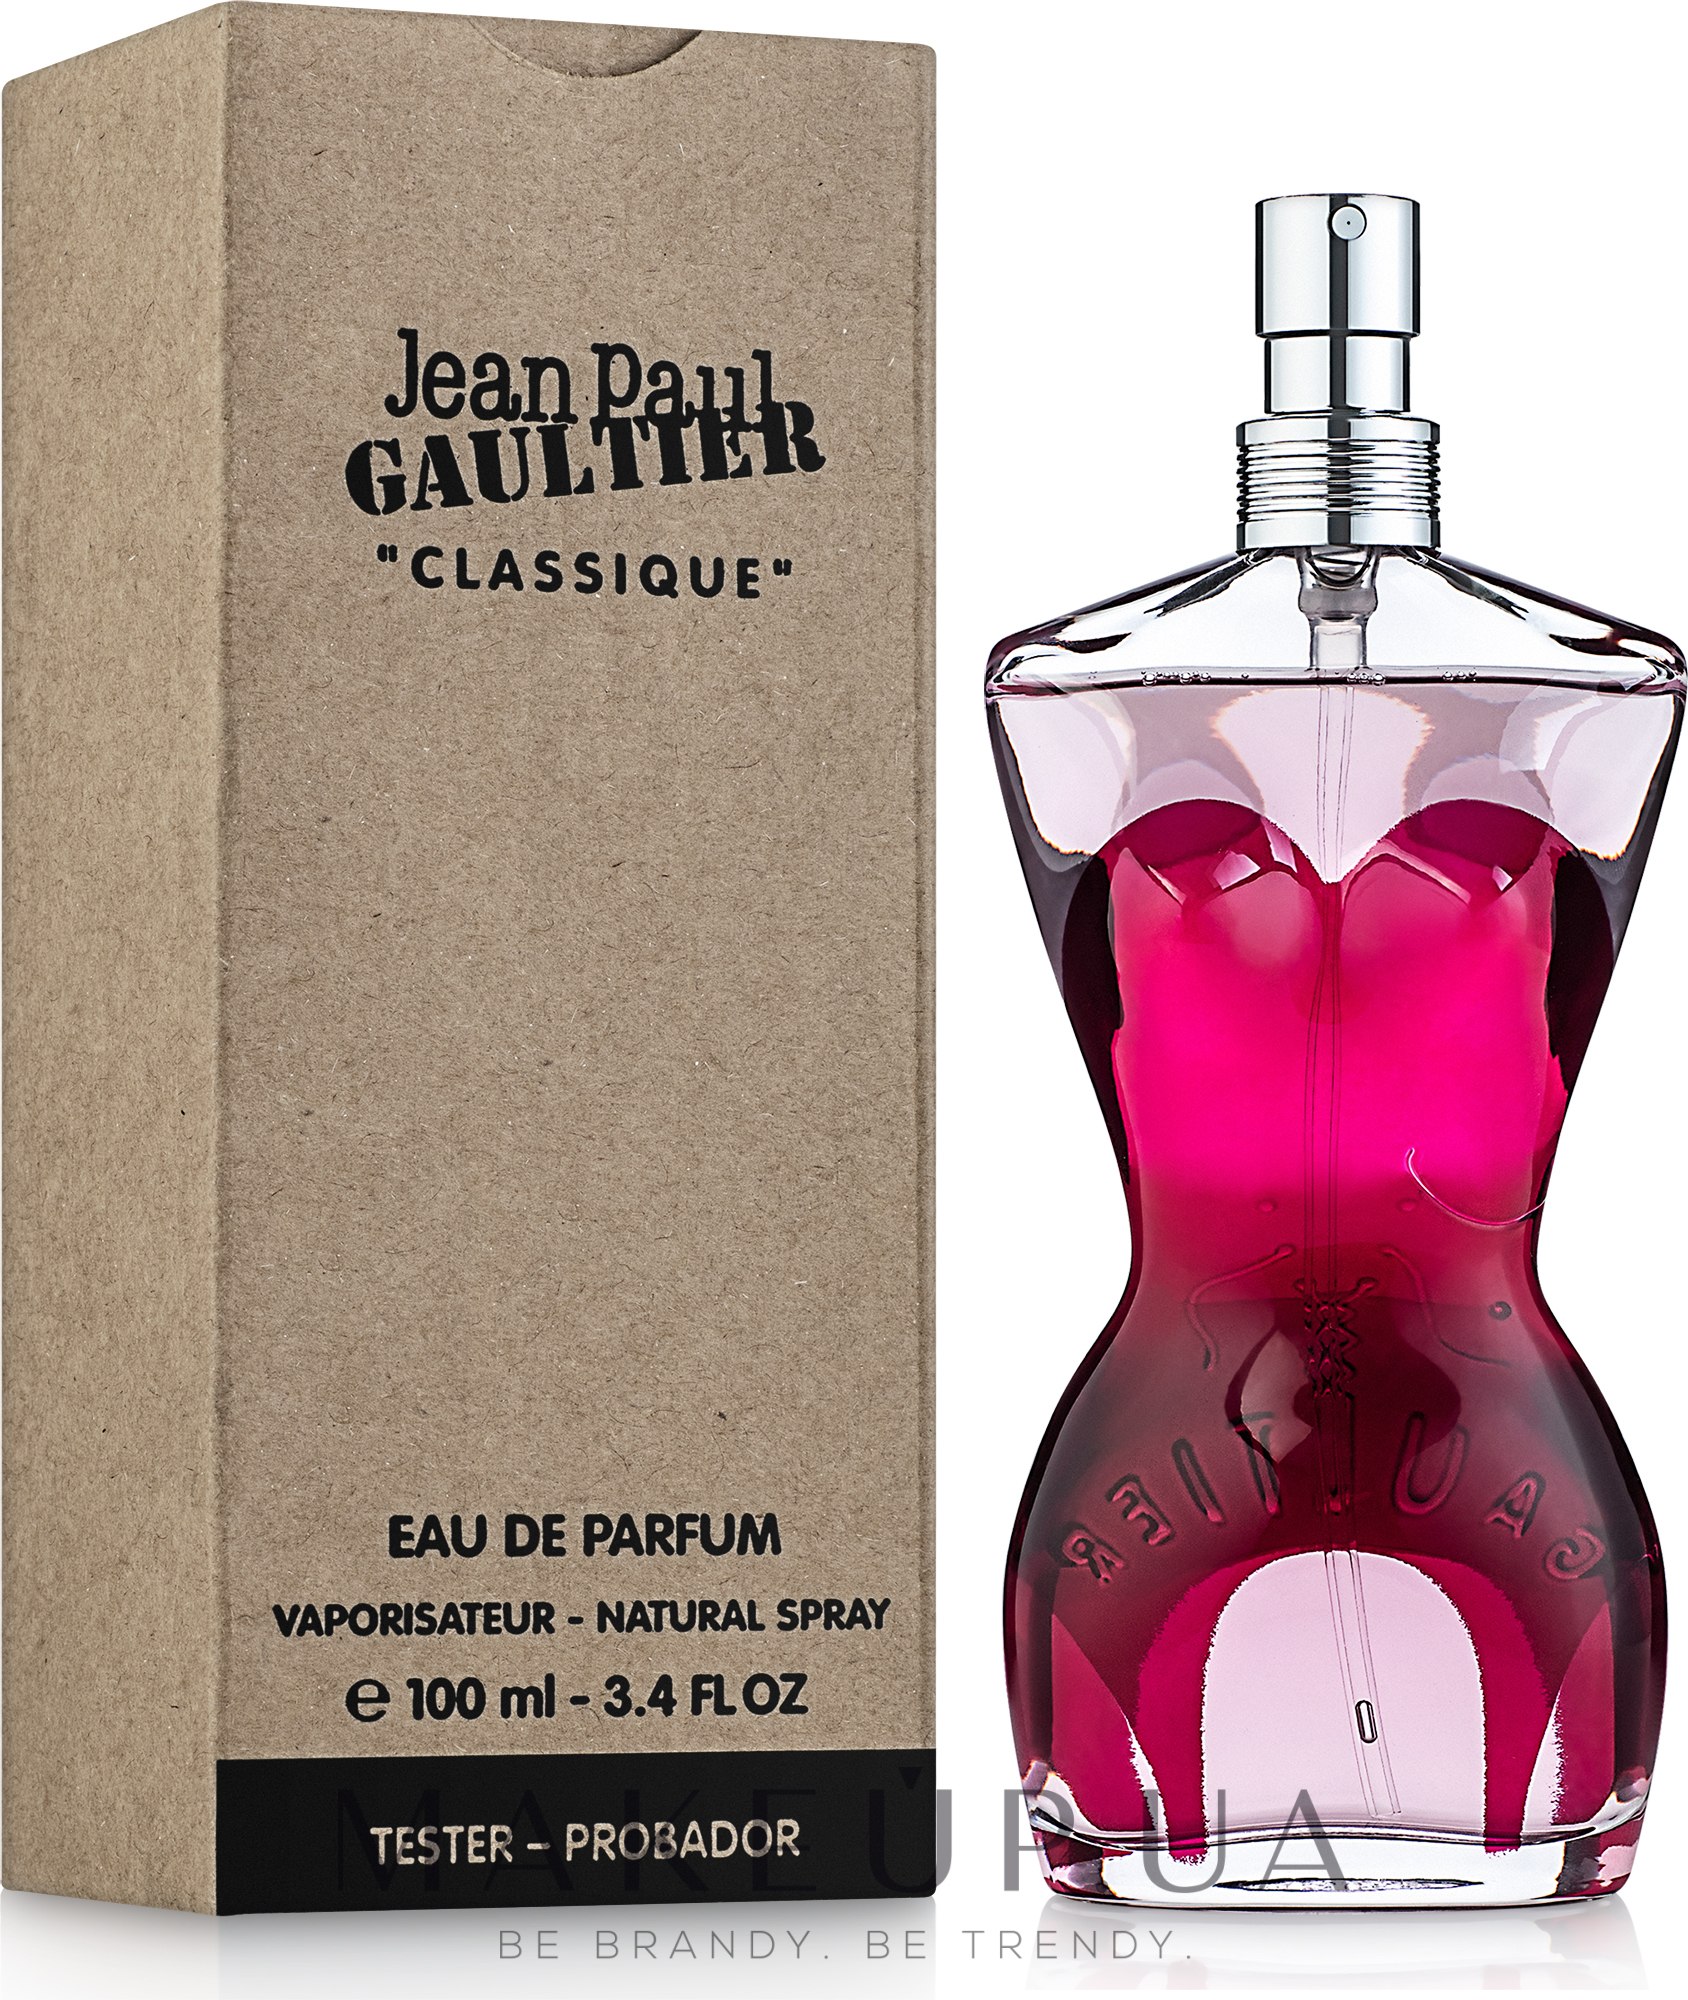 Jean Paul
GAULTIER
"CLASSIQUE"
EAU DE PARFUM
VAPORISATEUR - NATURAL SPRAY
e 100 ml - 3.4 FL OZ
TESTER - PROBADOR
GAULTIER
MAKEUP.UA
BE BRANDY. BE TRENDY.